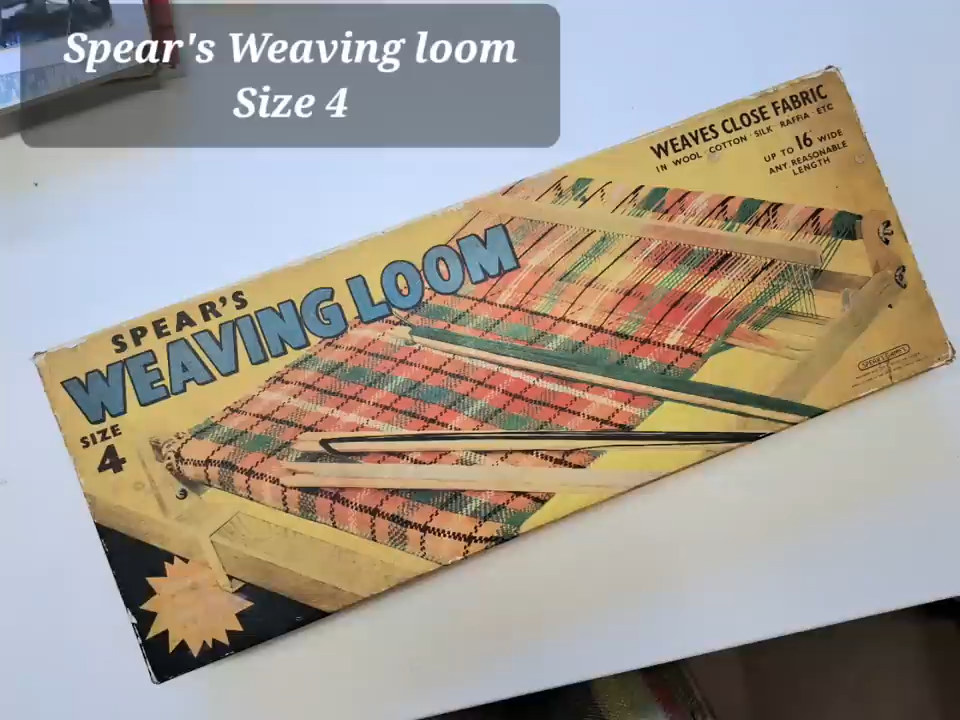 Spear's Weaving loom
Size 4
WEAVES CLOSE FABRIC
IN WOOL · COTTON · SILK RAFFIA ETC
UP TO 16 WIDE
ANY REASONABLE
LENGTH
SPEAR'S
WEAVING LOOM
SIZE
4